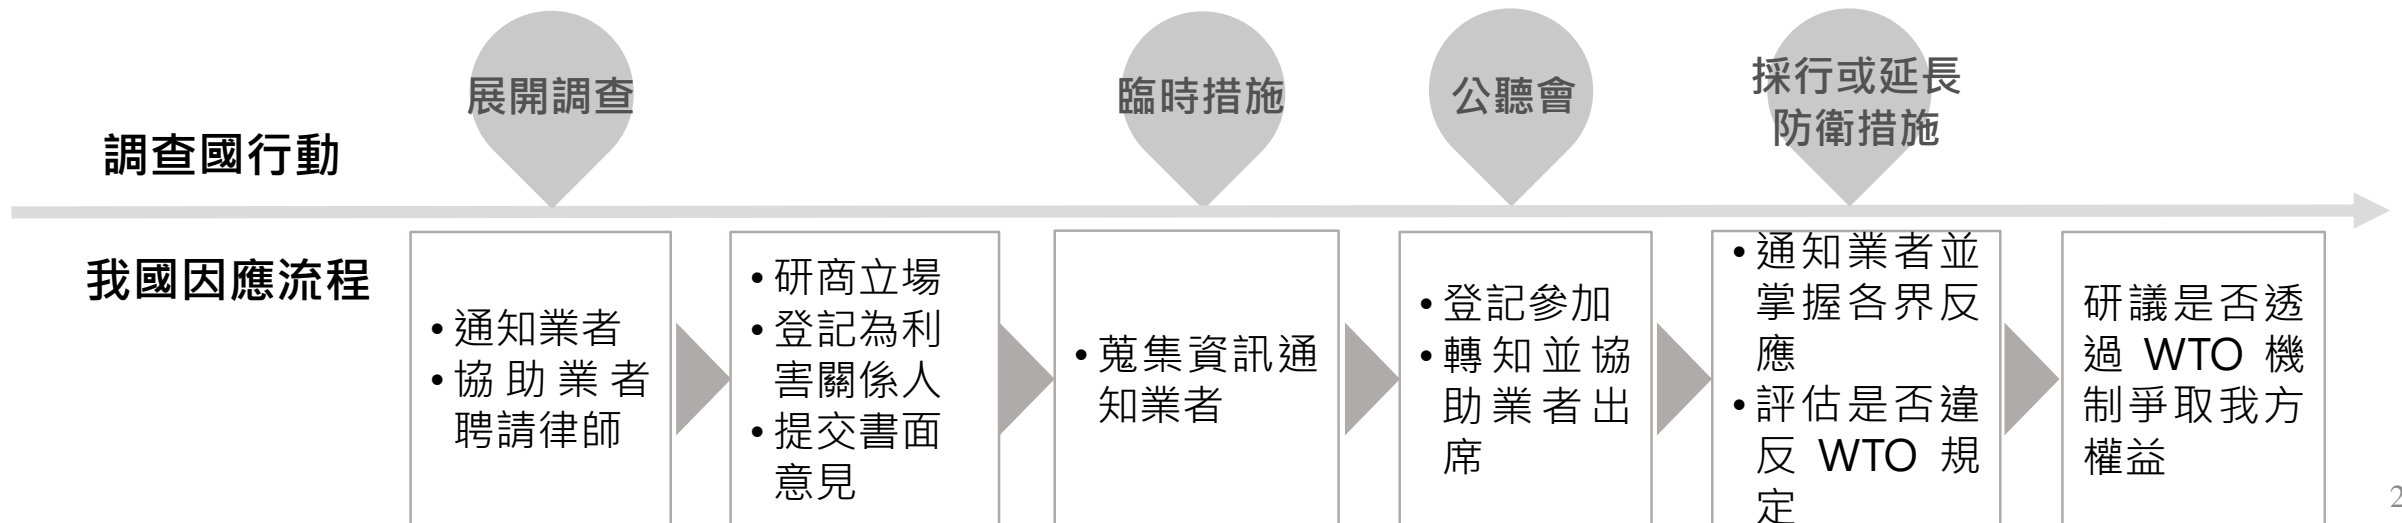 展開調查
臨時措施
公聽會
採行或延長
防衛措施
調查國行動
我國因應流程
•通知業者
•協助業者
聘請律師
•研商立場
•登記為利
害關係人
•提交書面
意見
•蒐集資訊通
知業者
•登記參加
•轉知並協
助業者出
席
•通知業者並
掌握各界反
應
•評估是否違
反 WTO 規
定
研議是否透
過 WTO 機
制爭取我方
權益
2